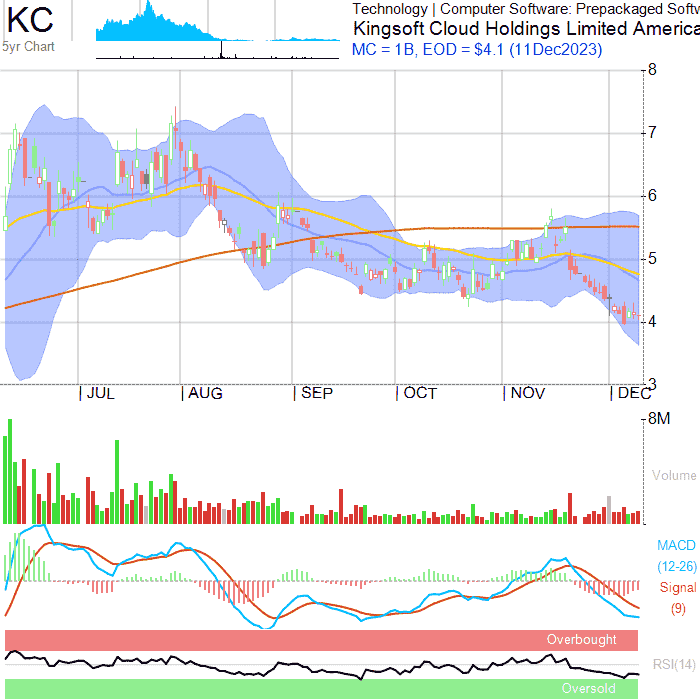 KC
5yr Chart
Technology | Computer Software: Prepackaged Softw
Kingsoft Cloud Holdings Limited America
MC = 1B, EOD = $4.1 (11Dec2023)
8
7
6
5
4
3
JUL AUG SEP OCT NOV DEC
8M
Volume
MACD
(12-26)
Signal
(9)
Overbought
RSI(14)
Oversold